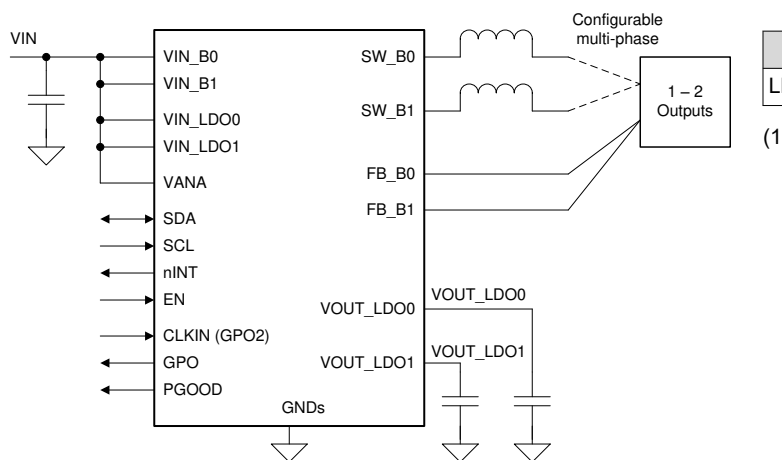 VIN
Configurable
multi-phase
VIN_B0
SW_B0
VIN_B1
1 – 2
Outputs
SW_B1
VIN_LDO0
VIN_LDO1
FB_B0
VANA
FB_B1
SDA
SCL
nINT
EN
VOUT_LDO0
VOUT_LDO0
CLKIN (GPO2)
GPO
VOUT_LDO1
VOUT_LDO1
PGOOD
GNDs
(1